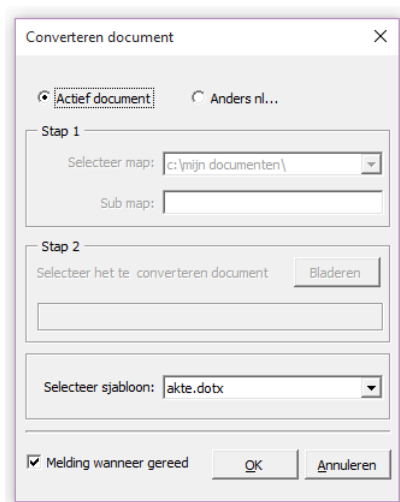 Converteren document
Actief document Anders nl...
Stap 1
Selecteer map: c:\mijn documenten\
Sub map:
Stap 2
Selecteer het te converteren document Bladeren
Selecteer sjabloon: akte.dotx
Melding wanneer gereed OK Annuleren